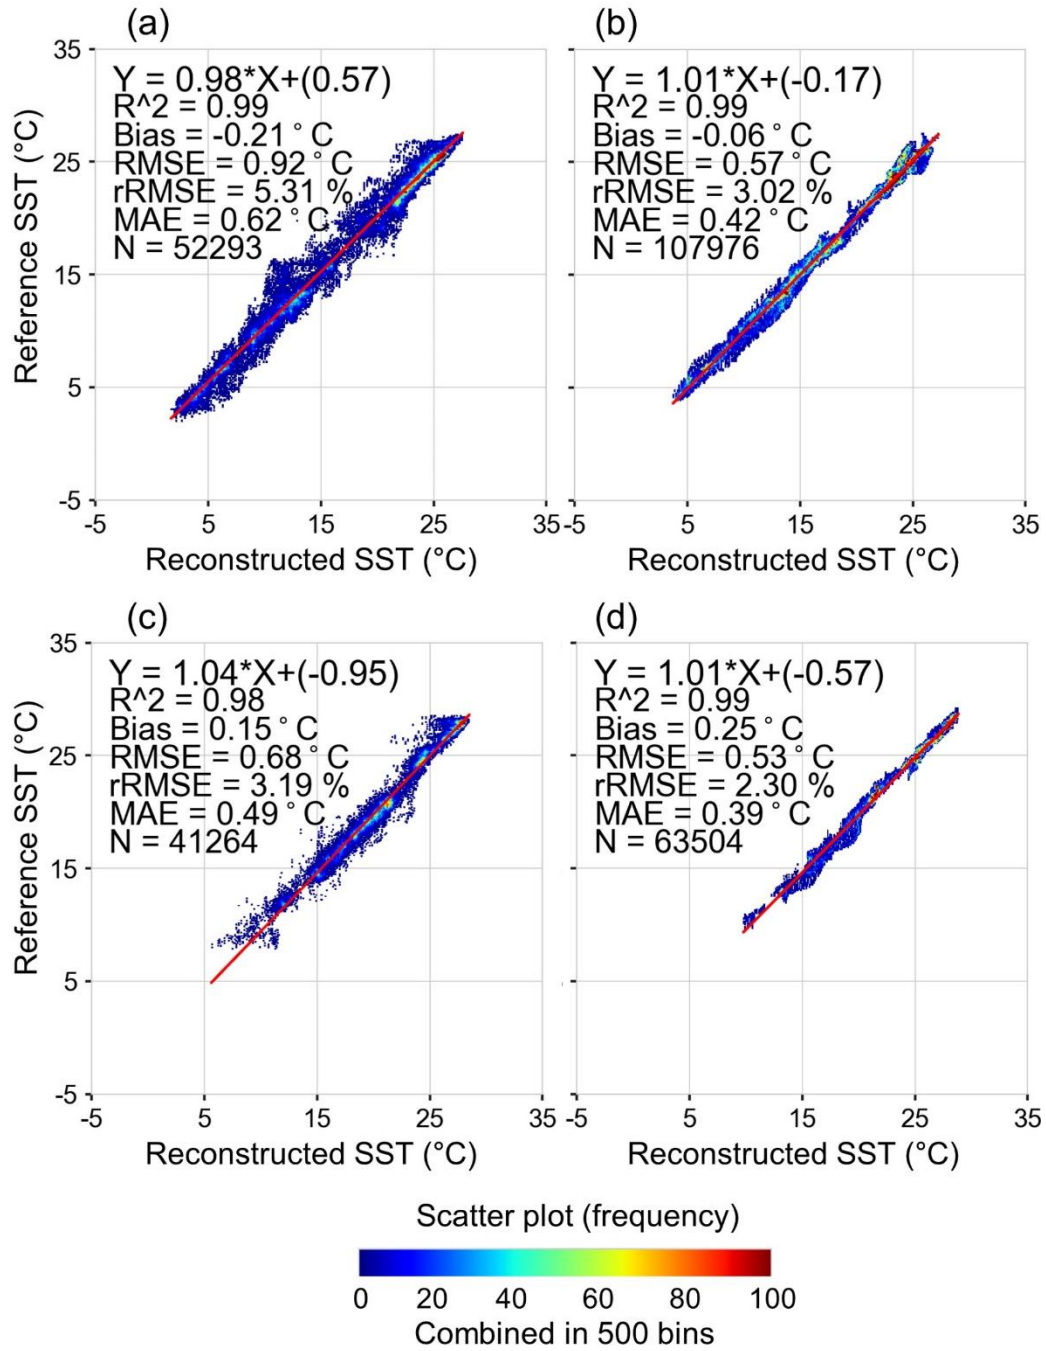 (a)
35
25
15
5
-5
Reference SST (°C)
Y = 0.98*X+(0.57)
R^2 = 0.99
Bias = -0.21 ° C
RMSE = 0.92 ° C
rRMSE = 5.31 %
MAE = 0.62 ° C
N = 52293
-5 5 15 25 35
Reconstructed SST (°C)
(b)
Y = 1.01*X+(-0.17)
R^2 = 0.99
Bias = -0.06 ° C
RMSE = 0.57 ° C
rRMSE = 3.02 %
MAE = 0.42 ° C
N = 107976
-5 5 15 25 35
Reconstructed SST (°C)
(c)
35
25
15
5
-5
Reference SST (°C)
Y = 1.04*X+(-0.95)
R^2 = 0.98
Bias = 0.15 ° C
RMSE = 0.68 ° C
rRMSE = 3.19 %
MAE = 0.49 ° C
N = 41264
-5 5 15 25 35
Reconstructed SST (°C)
(d)
Y = 1.01*X+(-0.57)
R^2 = 0.99
Bias = 0.25 ° C
RMSE = 0.53 ° C
rRMSE = 2.30 %
MAE = 0.39 ° C
N = 63504
-5 5 15 25 35
Reconstructed SST (°C)
Scatter plot (frequency)
0 20 40 60 80 100
Combined in 500 bins